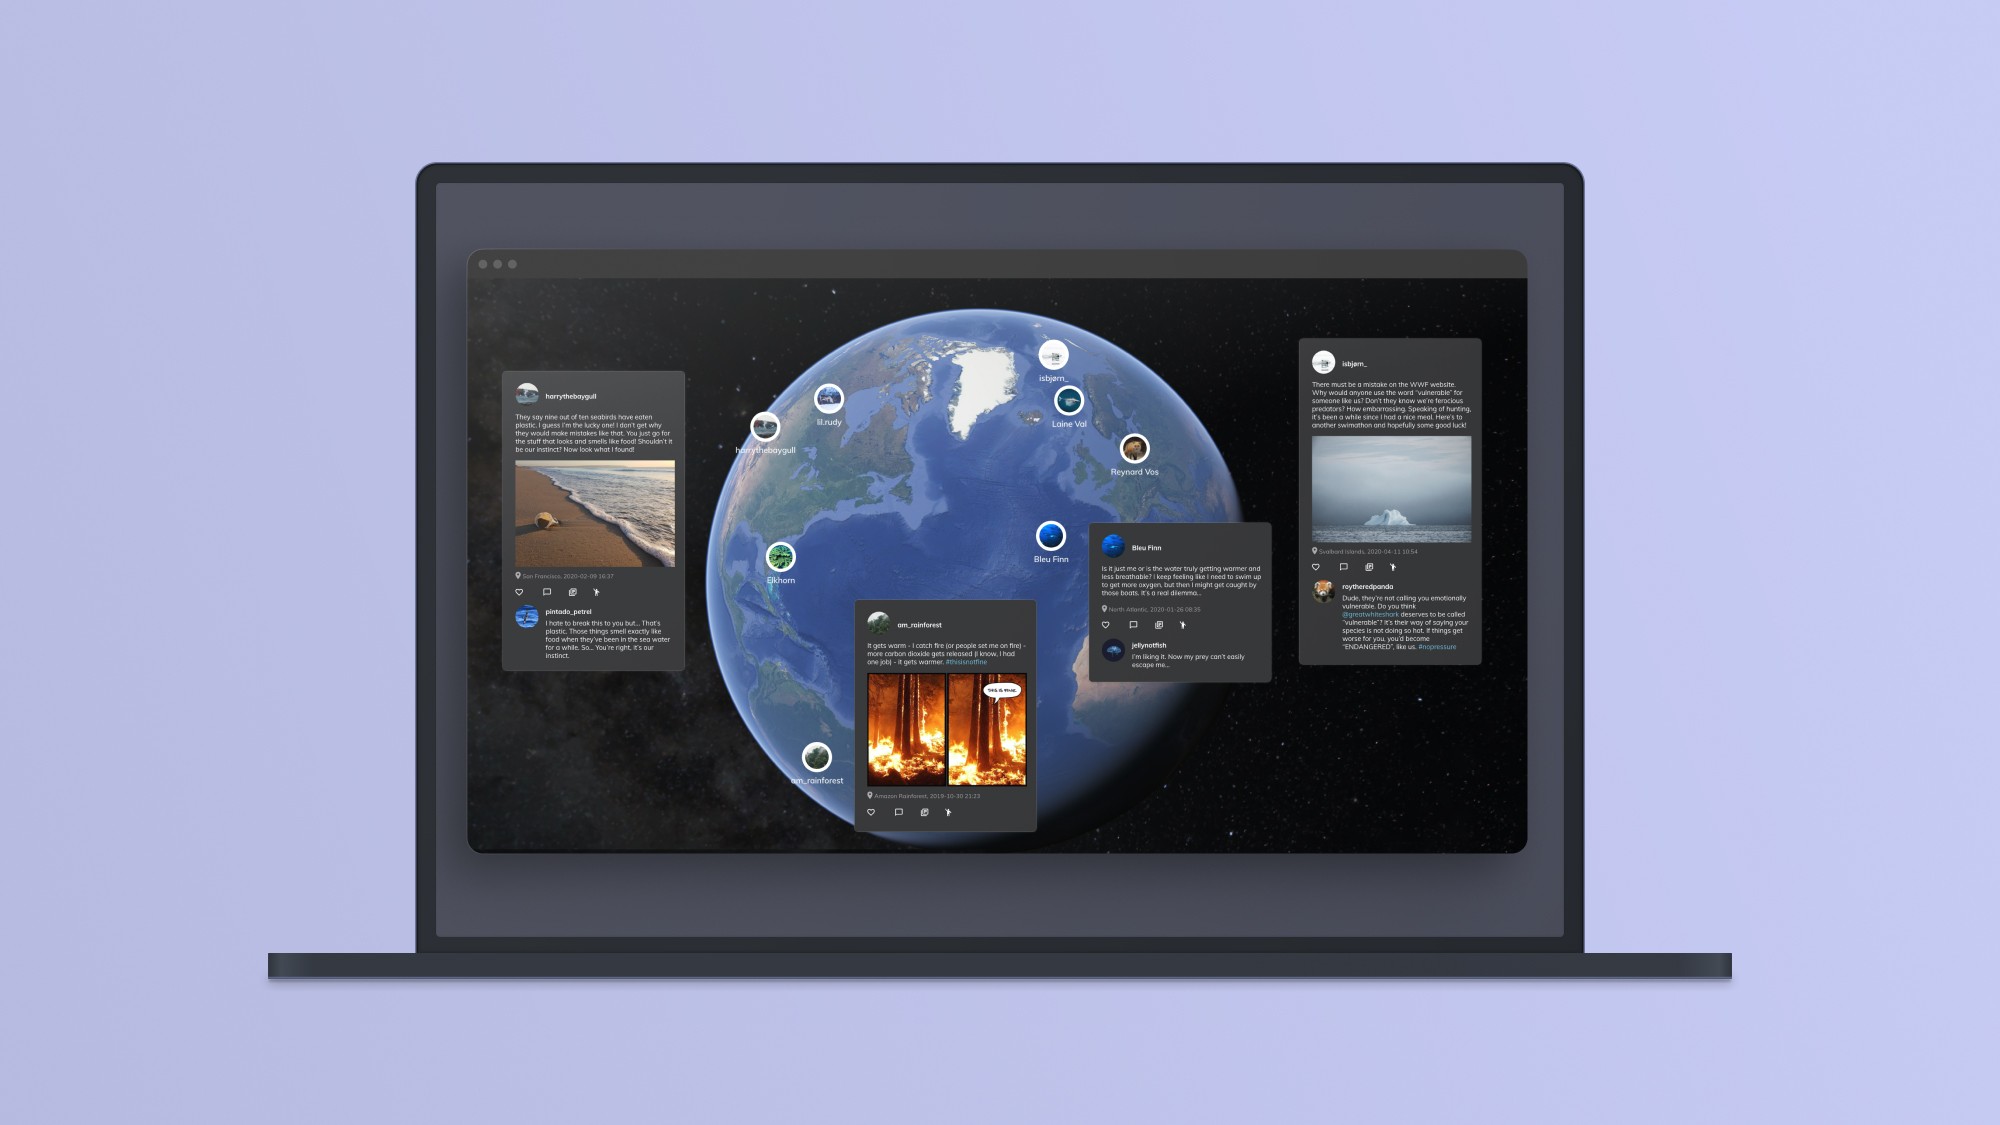 isbjørn_
lil.rudy
Laine Val
harrythebaygull
Reynard Vos
Bleu Finn
Elkhorn
am_rainforest
harrythebaygull
They say nine out of ten seabirds have eaten
plastic. I guess I'm the lucky one! I don't get why
they would make mistakes like that. You just go for
the stuff that looks and smells like food! Shouldn't it
be our instinct? Now look what I found!
San Francisco, 2020-02-09 16:37
pintado_petrel
I hate to break this to you but... That's
plastic. Those things smell exactly like
food when they've been in the sea water
for a while. So... You're right, it's our
instinct.
am_rainforest
It gets warm - I catch fire (or people set me on fire) -
more carbon dioxide gets released (I know, I had
one job) - it gets warmer. #thisisnotfine
THIS IS FINE.
Amazon Rainforest, 2019-10-30 21:23
Bleu Finn
Is it just me or is the water truly getting warmer and
less breathable? I keep feeling like I need to swim up
to get more oxygen, but then I might get caught by
those boats. It's a real dilemma...
North Atlantic, 2020-01-26 08:35
jellynotfish
I'm liking it. Now my prey can't easily
escape me...
isbjørn_
There must be a mistake on the WWF website.
Why would anyone use the word "vulnerable" for
someone like us? Don't they know we're ferocious
predators? How embarrassing. Speaking of hunting,
it's been a while since I had a nice meal. Here's to
another swimathon and hopefully some good luck!
Svalbard Islands, 2020-04-11 10:54
roytheredpanda
Dude, they're not calling you emotionally
vulnerable. Do you think
@greatwhiteshark deserves to be called
"vulnerable"? It's their way of saying your
species is not doing so hot. If things get
worse for you, you'd become
"ENDANGERED", like us. #nopressure